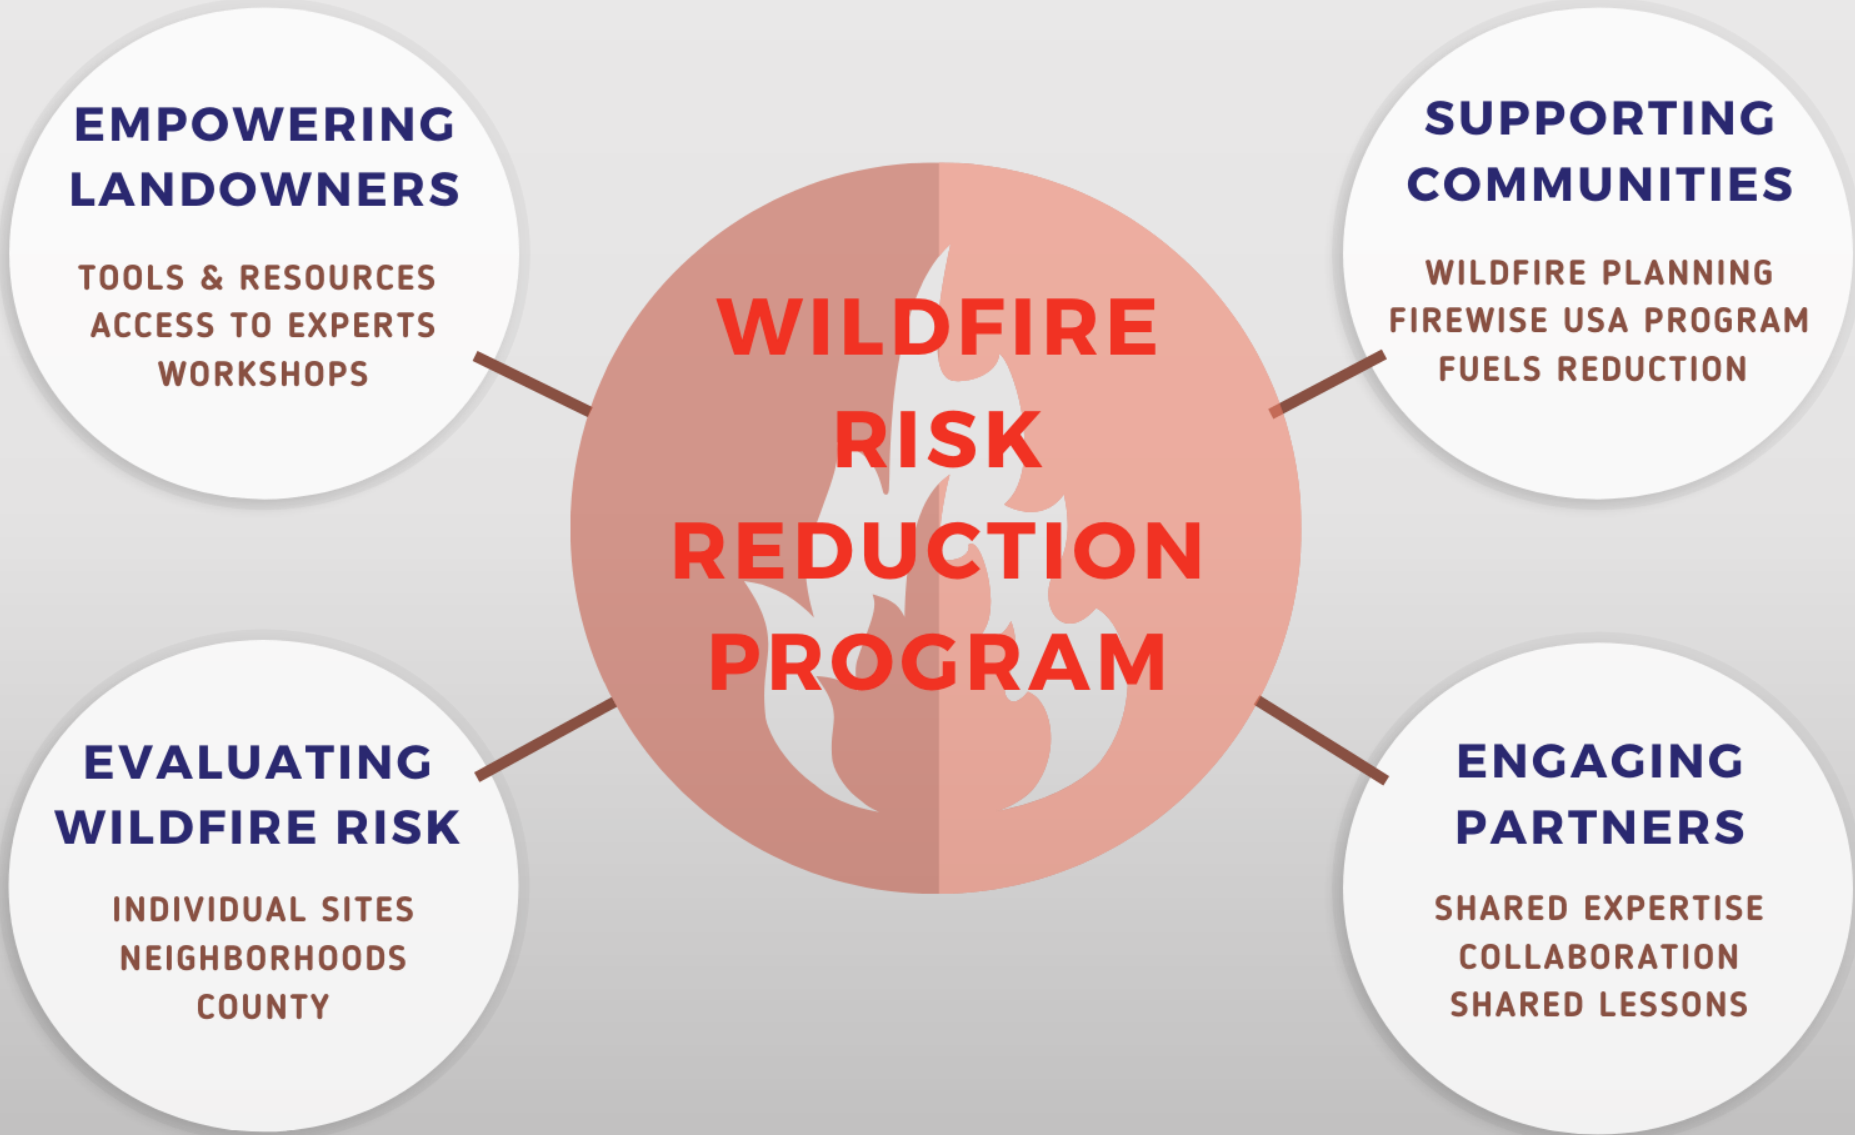 EMPOWERING
LANDOWNERS
TOOLS & RESOURCES
ACCESS TO EXPERTS
WORKSHOPS
SUPPORTING
COMMUNITIES
WILDFIRE PLANNING
FIREWISE USA PROGRAM
FUELS REDUCTION
WILDFIRE
RISK
REDUCTION
PROGRAM
EVALUATING
WILDFIRE RISK
INDIVIDUAL SITES
NEIGHBORHOODS
COUNTY
ENGAGING
PARTNERS
SHARED EXPERTISE
COLLABORATION
SHARED LESSONS